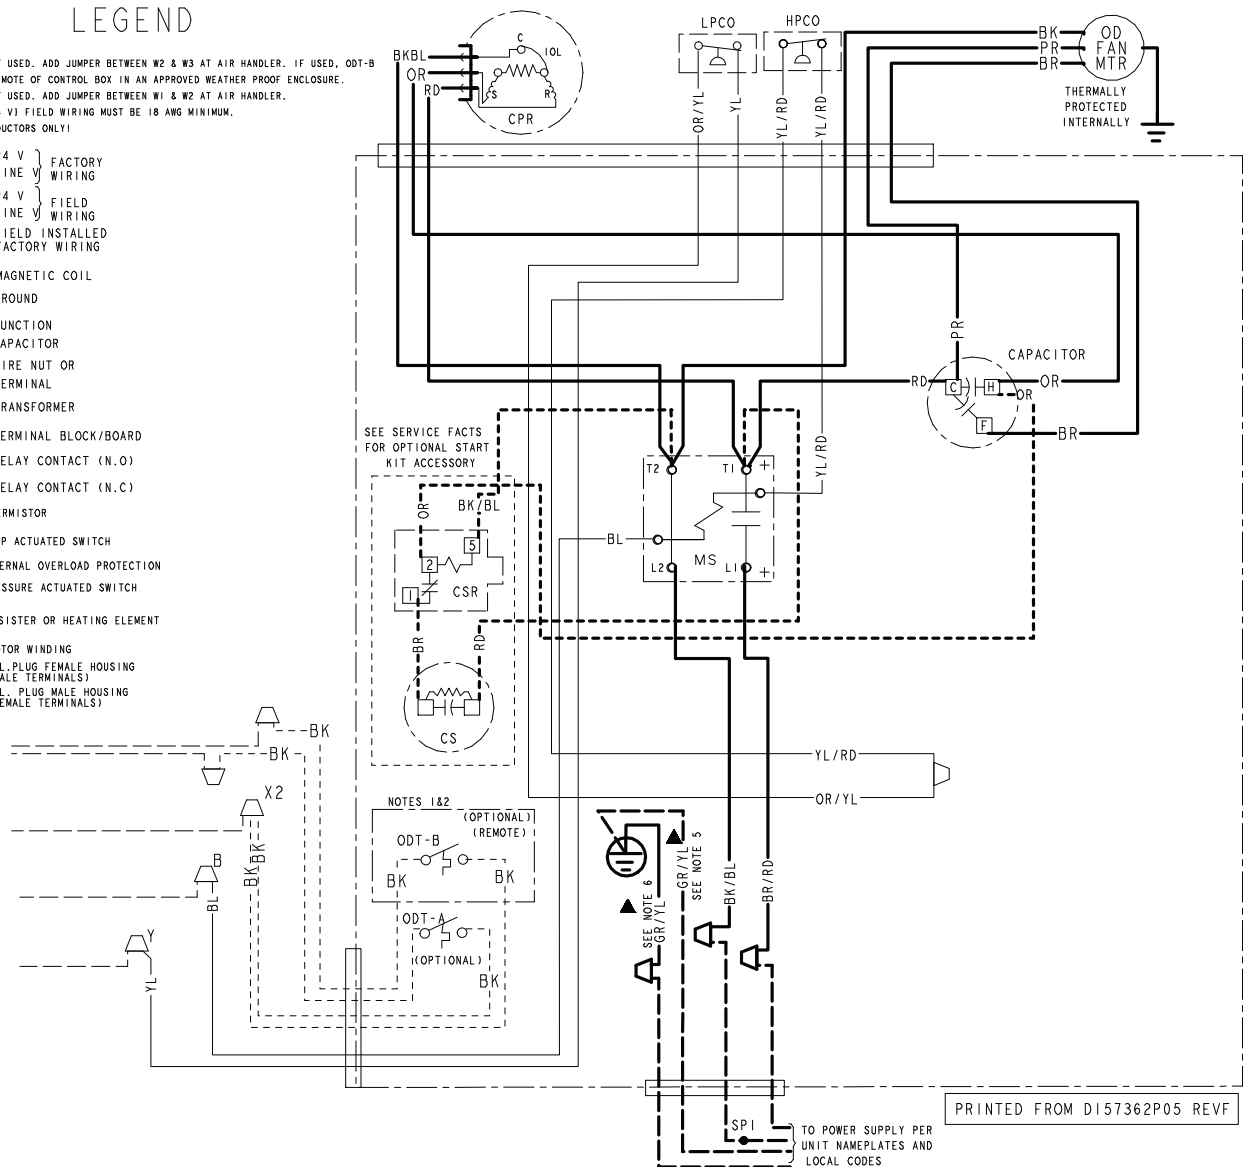 LEGEND
USED. ADD JUMPER BETWEEN W2 & W3 AT AIR HANDLER. IF USED, ODT-B
MOTE OF CONTROL BOX IN AN APPROVED WEATHER PROOF ENCLOSURE.
USED. ADD JUMPER BETWEEN W1 & W2 AT AIR HANDLER.
V) FIELD WIRING MUST BE 18 AWG MINIMUM.
DUCTORS ONLY!
4 V
INE V
FACTORY
WIRING
4 V
INE V
FIELD
WIRING
IELD INSTALLED
FACTORY WIRING
MAGNETIC COIL
ROUND
UNCTION
APACITOR
IRE NUT OR
ERMINAL
RANSFORMER
ERMINAL BLOCK/BOARD
ELAY CONTACT (N.O)
ELAY CONTACT (N.C)
ERMISTOR
P ACTUATED SWITCH
ERNAL OVERLOAD PROTECTION
SSURE ACTUATED SWITCH
SISTER OR HEATING ELEMENT
TOR WINDING
L.PLUG FEMALE HOUSING
ALE TERMINALS)
L. PLUG MALE HOUSING
EMALE TERMINALS)
BKBL
OR
RD
C
IOL
S
R
CPR
LPCO
HPCO
OR/YL
YL
YL/RD
YL/RD
BK
PR
BR
OD
FAN
MTR
THERMALLY
PROTECTED
INTERNALLY
PR
CAPACITOR
RD
C
H
OR
OR
F
BR
SEE SERVICE FACTS
FOR OPTIONAL START
KIT ACCESSORY
OR
BK/BL
5
2
1
CSR
BR
RD
CS
T2
T1
+
YL/RD
BL
MS
L2
L1
+
YL/RD
OR/YL
BK
BK
X2
BK
BK
B
BL
Y
YL
NOTES 1&2
(OPTIONAL)
(REMOTE)
ODT-B
BK
BK
ODT-A
(OPTIONAL)
BK
SEE NOTE 6
GR/YL
GR/YL
SEE NOTE 5
BK/BL
BR/RD
PRINTED FROM D157362P05 REVF
SP1
TO POWER SUPPLY PER
UNIT NAMEPLATES AND
LOCAL CODES